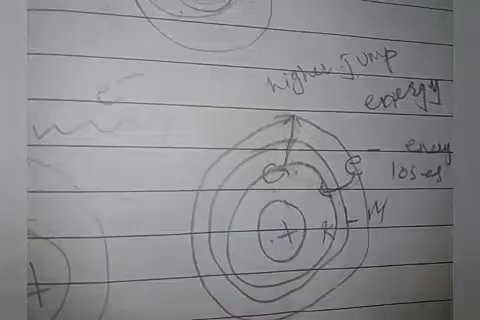 higher jump
energy
e⁻
e⁻ energy
loses
K L M
+
+